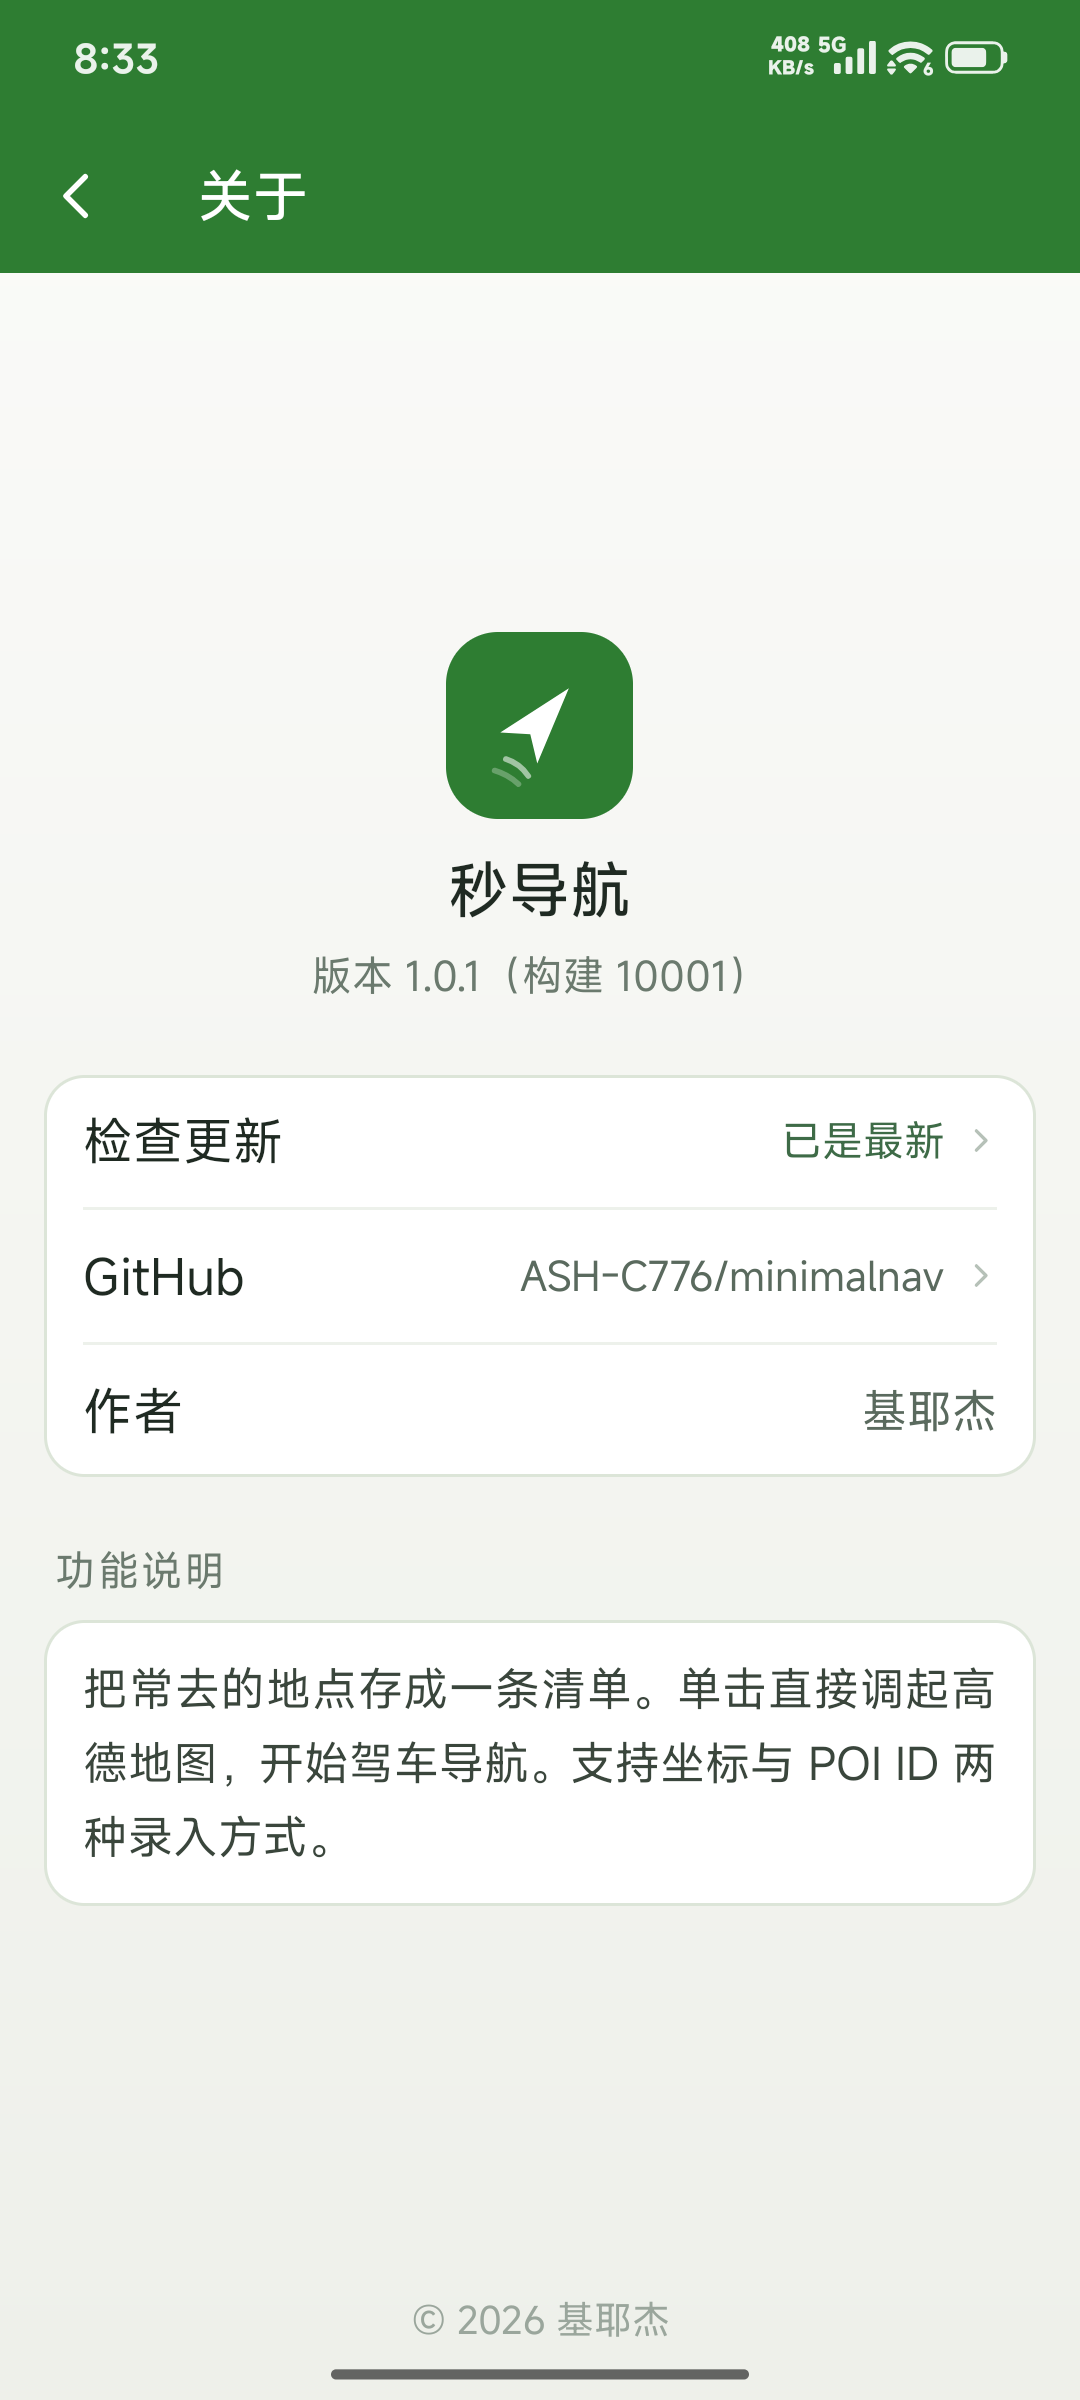 8:33
408 KB/s 5G 6
关于
秒导航
版本 1.0.1（构建 10001）
检查更新 已是最新
GitHub ASH-C776/minimalnav
作者 基耶杰
功能说明
把常去的地点存成一条清单。单击直接调起高
德地图，开始驾车导航。支持坐标与 POI ID 两
种录入方式。
© 2026 基耶杰